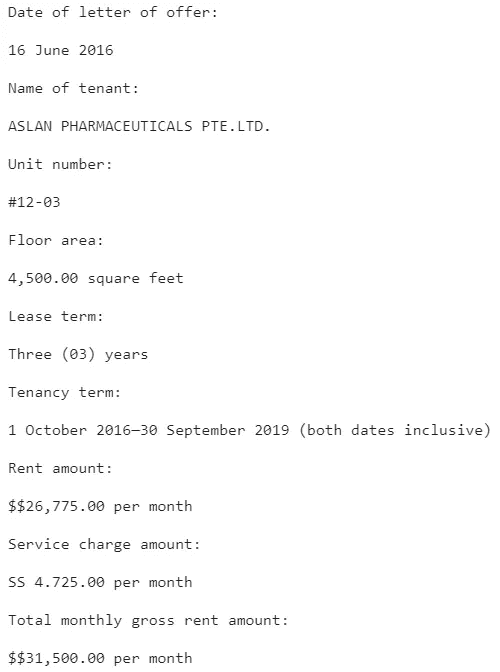 Date of letter of offer:
16 June 2016
Name of tenant:
ASLAN PHARMACEUTICALS PTE.LTD.
Unit number:
#12-03
Floor area:
4,500.00 square feet
Lease term:
Three (03) years
Tenancy term:
1 October 2016—30 September 2019 (both dates inclusive)
Rent amount:
$$26,775.00 per month
Service charge amount:
SS 4.725.00 per month
Total monthly gross rent amount:
$$31,500.00 per month